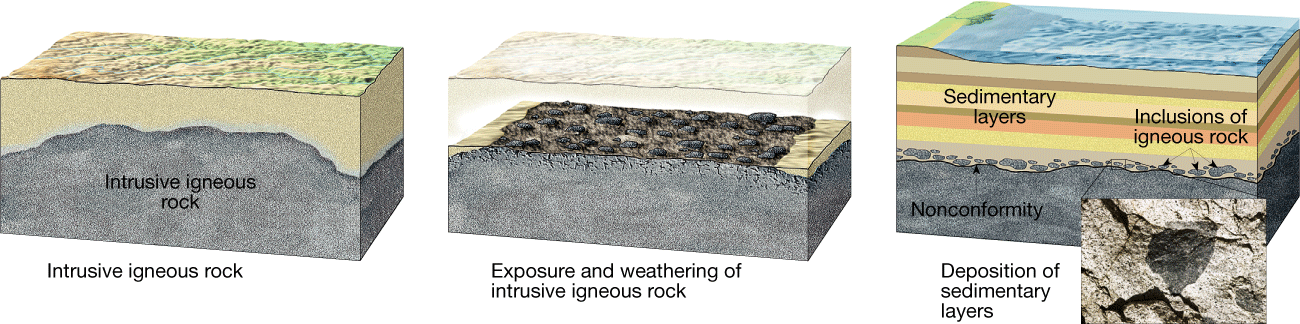 Intrusive igneous
rock
Intrusive igneous rock
Exposure and weathering of
intrusive igneous rock
Sedimentary
layers
Inclusions of
igneous rock
Nonconformity
Deposition of
sedimentary
layers